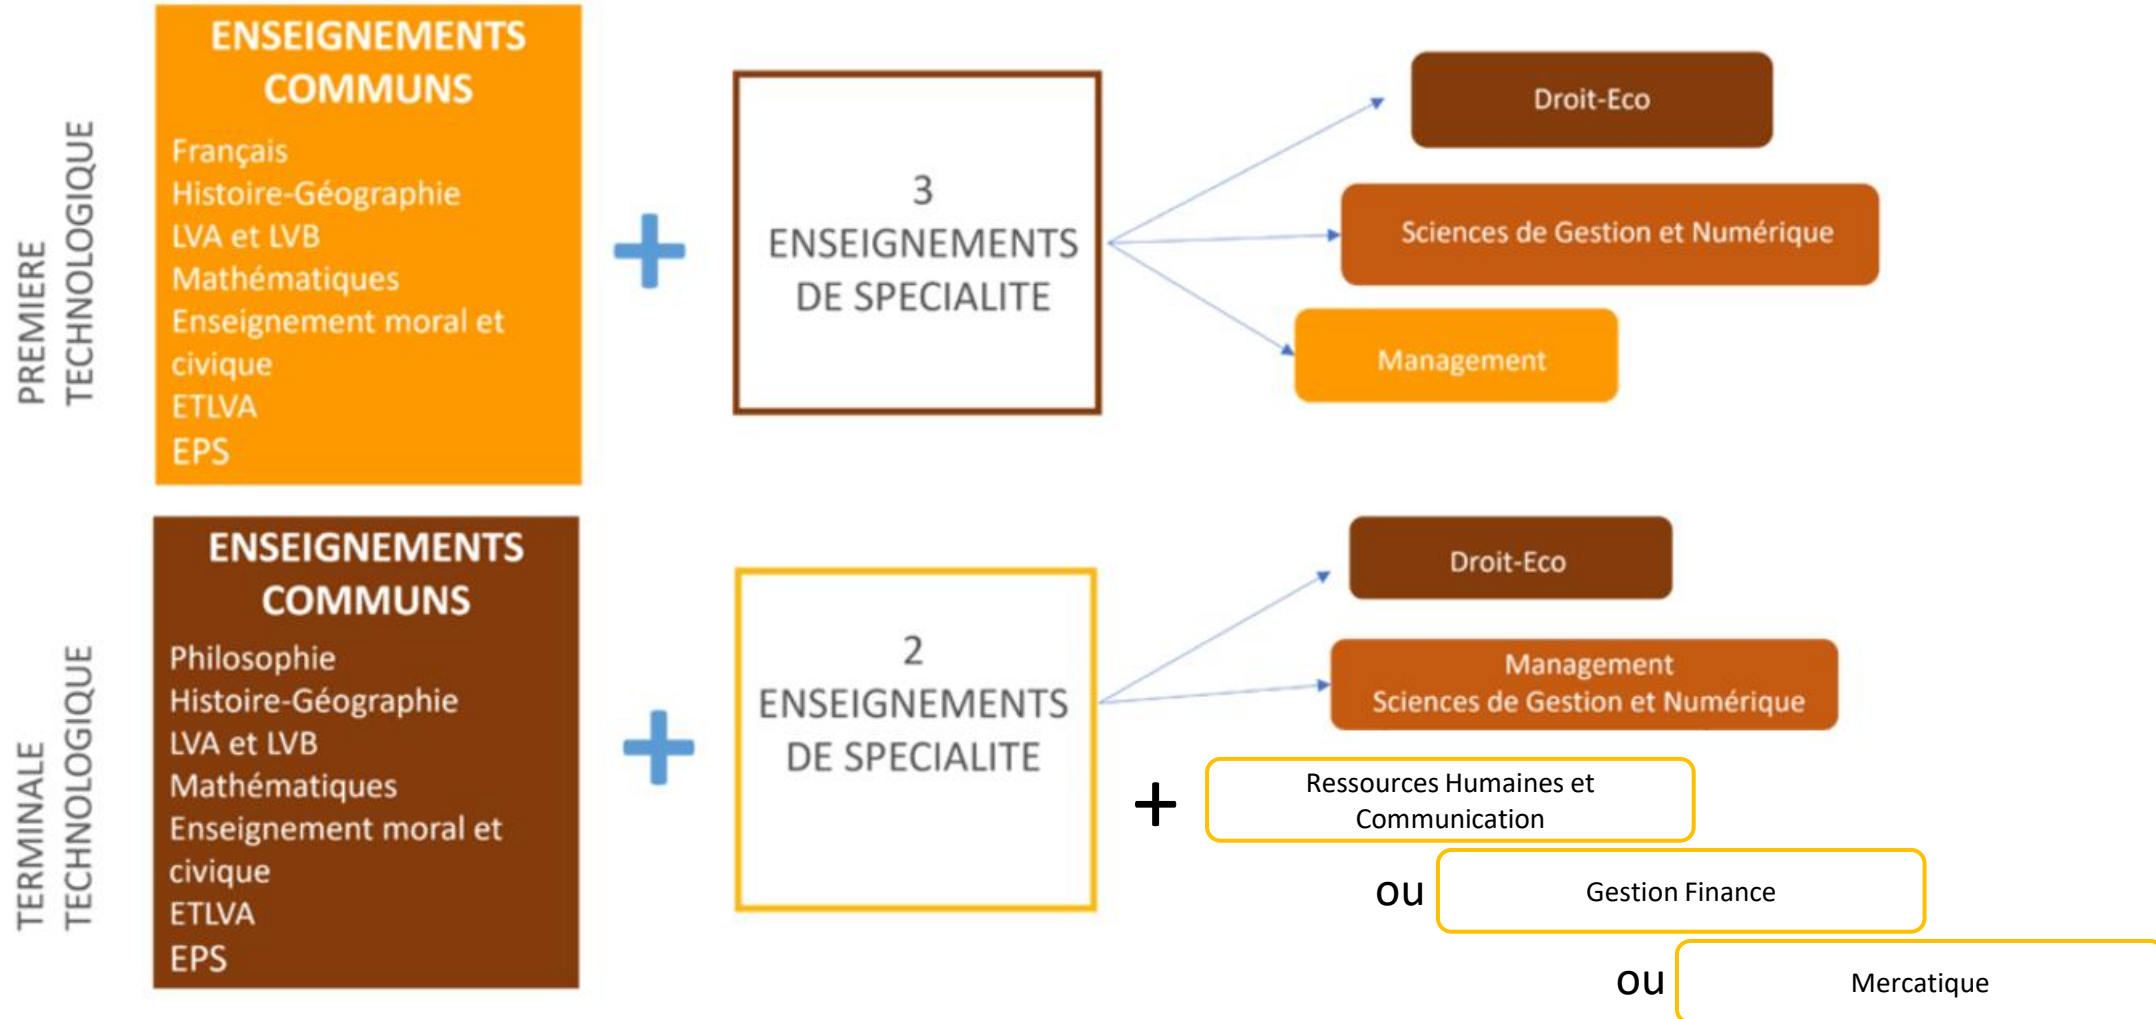 PREMIERE
TECHNOLOGIQUE
ENSEIGNEMENTS
COMMUNS
Français
Histoire-Géographie
LVA et LVB
Mathématiques
Enseignement moral et
civique
ETLVA
EPS
+
3
ENSEIGNEMENTS
DE SPECIALITE
Droit-Eco
Sciences de Gestion et Numérique
Management
TERMINALE
TECHNOLOGIQUE
ENSEIGNEMENTS
COMMUNS
Philosophie
Histoire-Géographie
LVA et LVB
Mathématiques
Enseignement moral et
civique
ETLVA
EPS
+
2
ENSEIGNEMENTS
DE SPECIALITE
Droit-Eco
Management
Sciences de Gestion et Numérique
+
Ressources Humaines et
Communication
ou
Gestion Finance
ou
Mercatique